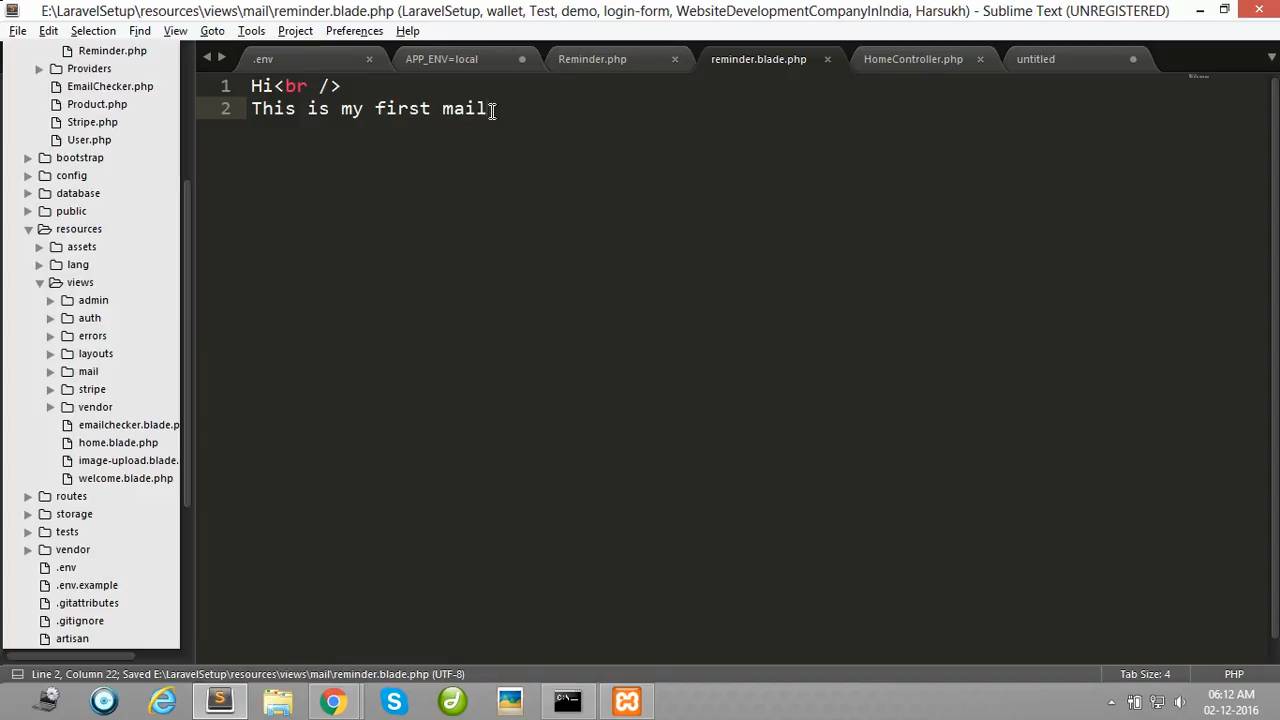 E:\LaravelSetup\resources\views\mail\reminder.blade.php (LaravelSetup, wallet, Test, demo, login-form, WebsiteDevelopmentCompanyInIndia, Harsukh) - Sublime Text (UNREGISTERED)
File Edit Selection Find View Goto Tools Project Preferences Help
.env APP_ENV=local Reminder.php reminder.blade.php HomeController.php untitled
Reminder.php
Providers
EmailChecker.php
Product.php
Stripe.php
User.php
bootstrap
config
database
public
resources
assets
lang
views
admin
auth
errors
layouts
mail
stripe
vendor
emailchecker.blade.p
home.blade.php
image-upload.blade.
welcome.blade.php
routes
storage
tests
vendor
.env
.env.example
.gitattributes
.gitignore
artisan
1 Hi<br />
2 This is my first mail
Line 2, Column 22; Saved E:\LaravelSetup\resources\views\mail\reminder.blade.php (UTF-8) Tab Size: 4 PHP
06:12 AM
02-12-2016